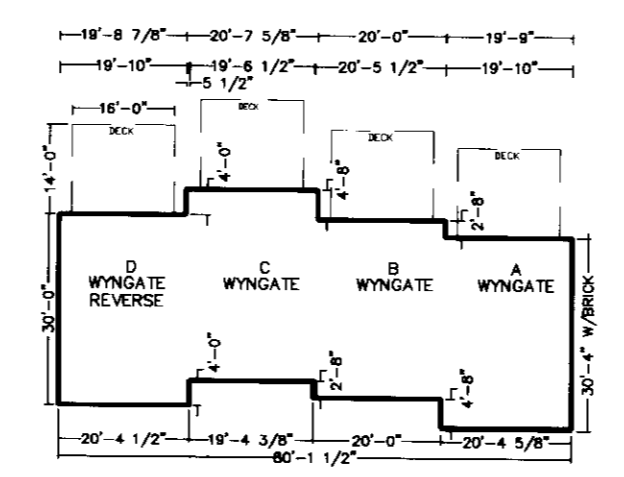 19'-8 7/8" 20'-7 5/8" 20'-0" 19'-9"
19'-10" 19'-6 1/2" 20'-5 1/2" 19'-10"
5 1/2"
16'-0"
DECK DECK DECK DECK
14'-0"
4'-0" 4'-8" 2'-8"
D
WYNGATE
REVERSE
C
WYNGATE
B
WYNGATE
A
WYNGATE
30'-0"
30'-4" W/BRICK
4'-0" 2'-8" 4'-8"
20'-4 1/2" 19'-4 3/8" 20'-0" 20'-4 5/8"
80'-1 1/2"